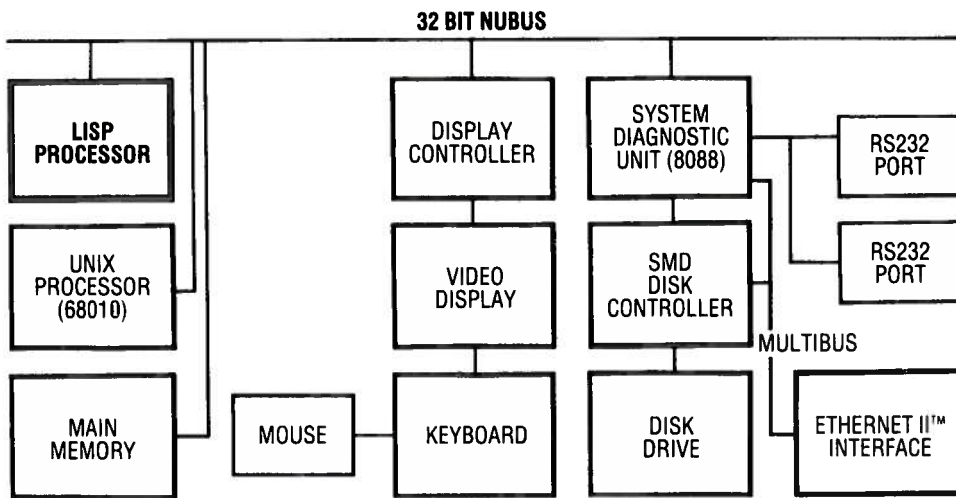 32 BIT NUBUS
LISP
PROCESSOR
DISPLAY
CONTROLLER
SYSTEM
DIAGNOSTIC
UNIT (8088)
RS232
PORT
UNIX
PROCESSOR
(68010)
VIDEO
DISPLAY
SMD
DISK
CONTROLLER
RS232
PORT
MULTIBUS
MAIN
MEMORY
MOUSE
KEYBOARD
DISK
DRIVE
ETHERNET II™
INTERFACE